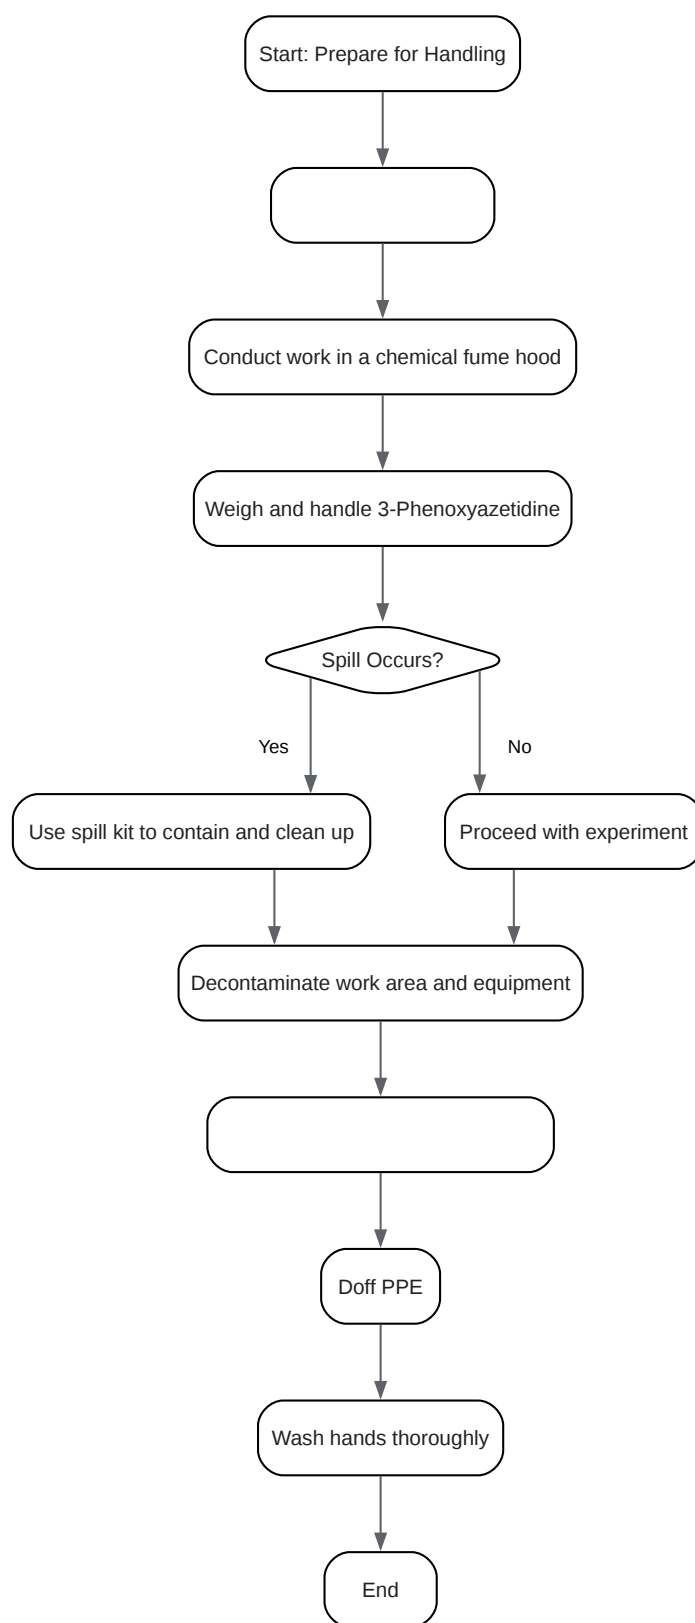 Start: Prepare for Handling
Conduct work in a chemical fume hood
Weigh and handle 3-Phenoxyazetidine
Spill Occurs?
Yes
No
Use spill kit to contain and clean up
Proceed with experiment
Decontaminate work area and equipment
Doff PPE
Wash hands thoroughly
End